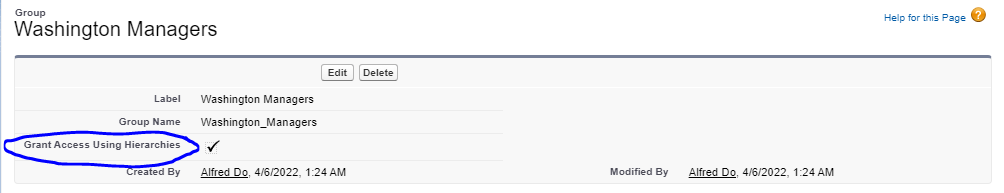 Group
Washington Managers
Help for this Page ?
Edit Delete
Label Washington Managers
Group Name Washington_Managers
Grant Access Using Hierarchies
Created By Alfred Do, 4/6/2022, 1:24 AM Modified By Alfred Do, 4/6/2022, 1:24 AM